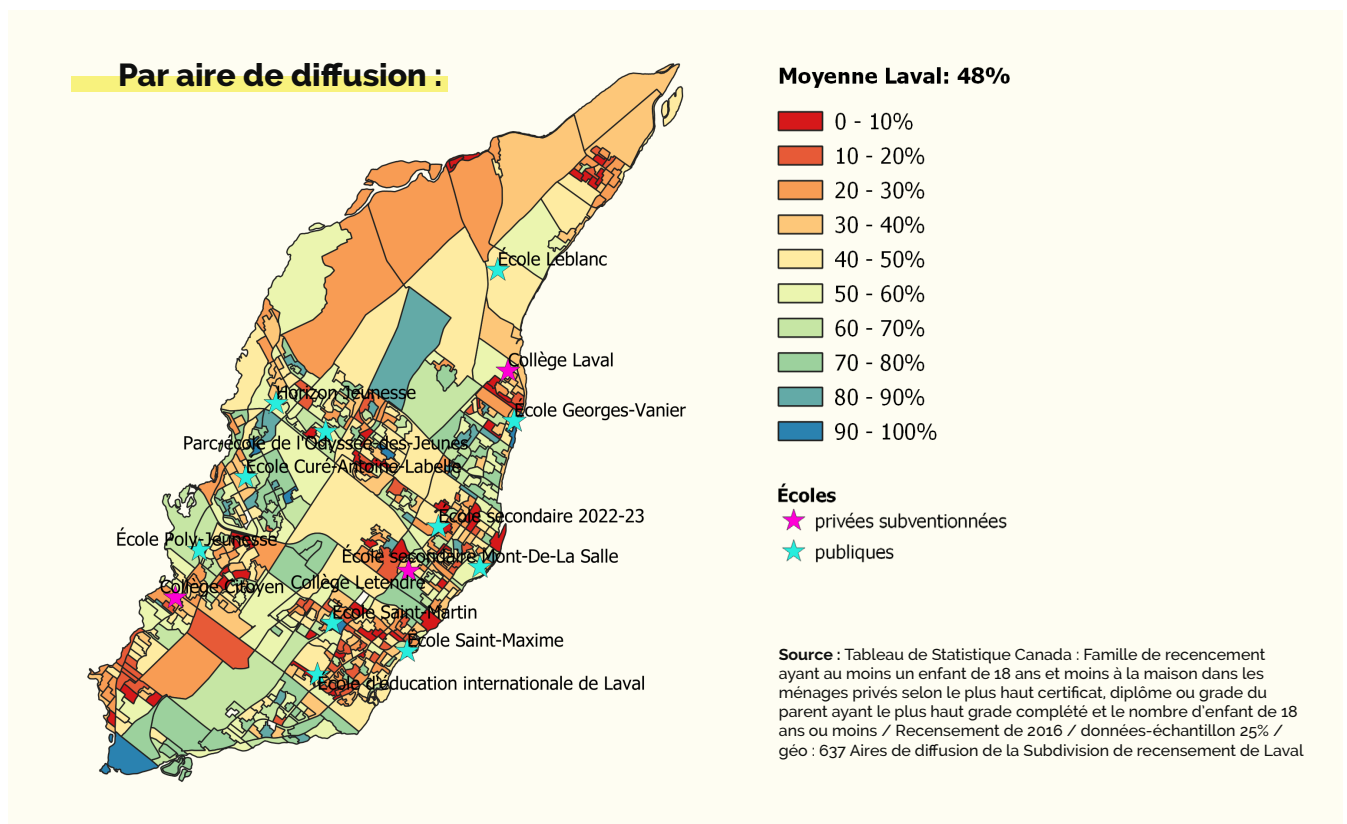 Par aire de diffusion :
Moyenne Laval: 48%
0 - 10%
10 - 20%
20 - 30%
30 - 40%
40 - 50%
50 - 60%
60 - 70%
70 - 80%
80 - 90%
90 - 100%
École Leblanc
Collège Laval
Horizon Jeunesse
École Georges-Vanier
Parc-école de l'Odyssée-des-Jeunes
École Curé-Antoine-Labelle
École secondaire 2022-23
École Poly-Jeunesse
École secondaire Mont-De-La Salle
Collège Citoyen
Collège Letendre
École Saint-Martin
École Saint-Maxime
École d'éducation internationale de Laval
Écoles
privées subventionnées
publiques
Source : Tableau de Statistique Canada : Famille de recencement
ayant au moins un enfant de 18 ans et moins à la maison dans les
ménages privés selon le plus haut certificat, diplôme ou grade du
parent ayant le plus haut grade complété et le nombre d'enfant de 18
ans ou moins / Recensement de 2016 / données-échantillon 25% /
géo : 637 Aires de diffusion de la Subdivision de recensement de Laval